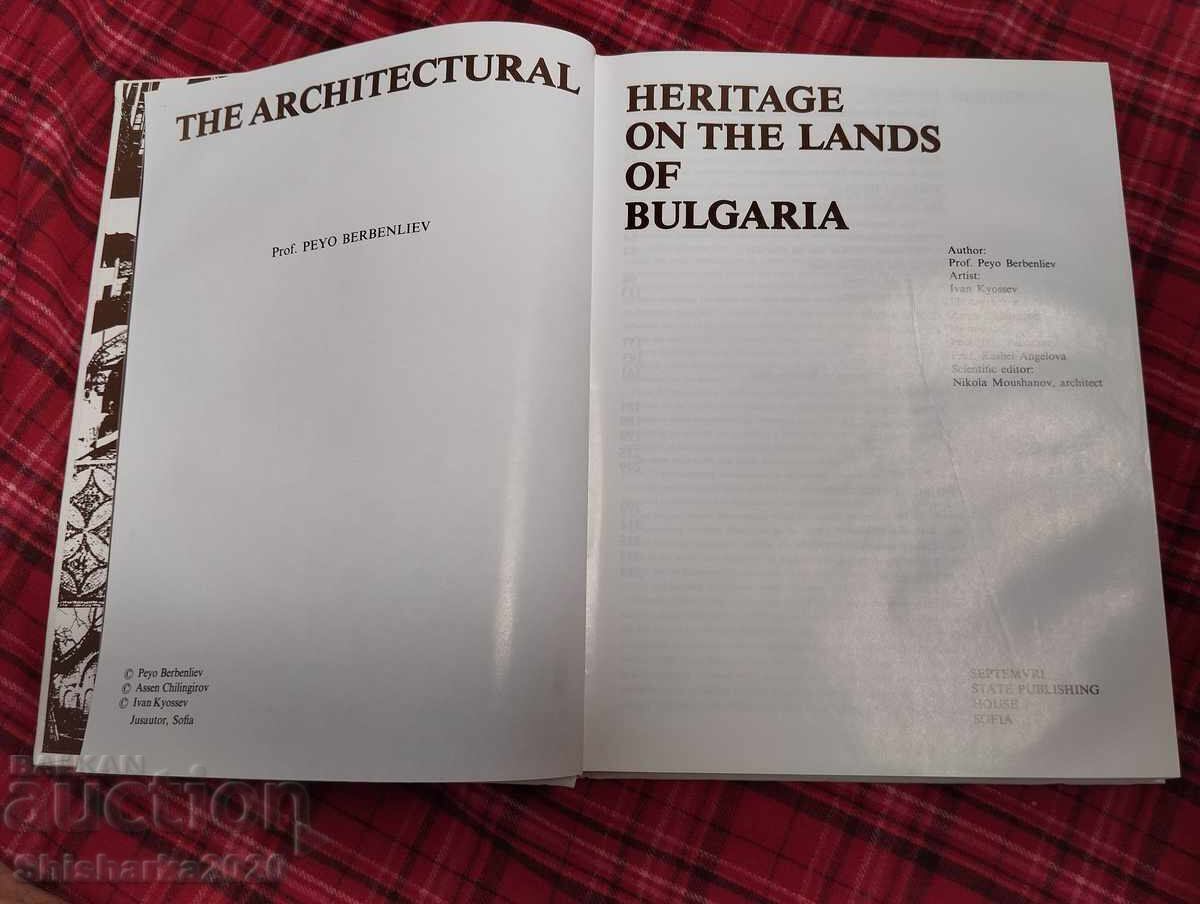 THE ARCHITECTURAL
Prof. PEYO BERBENLIEV
© Peyo Berbenliev
© Assen Chilingirov
© Ivan Kyossev
Jusautor, Sofia
HERITAGE
ON THE LANDS
OF
BULGARIA
Author:
Prof. Peyo Berbenliev
Artist:
Ivan Kyossev
Prof. Rashel Angelova
Scientific editor:
Nikola Moushanov, architect
SEPTEMVRI
STATE PUBLISHING
HOUSE
SOFIA
БАЛКАН
auction
Shisharka2020